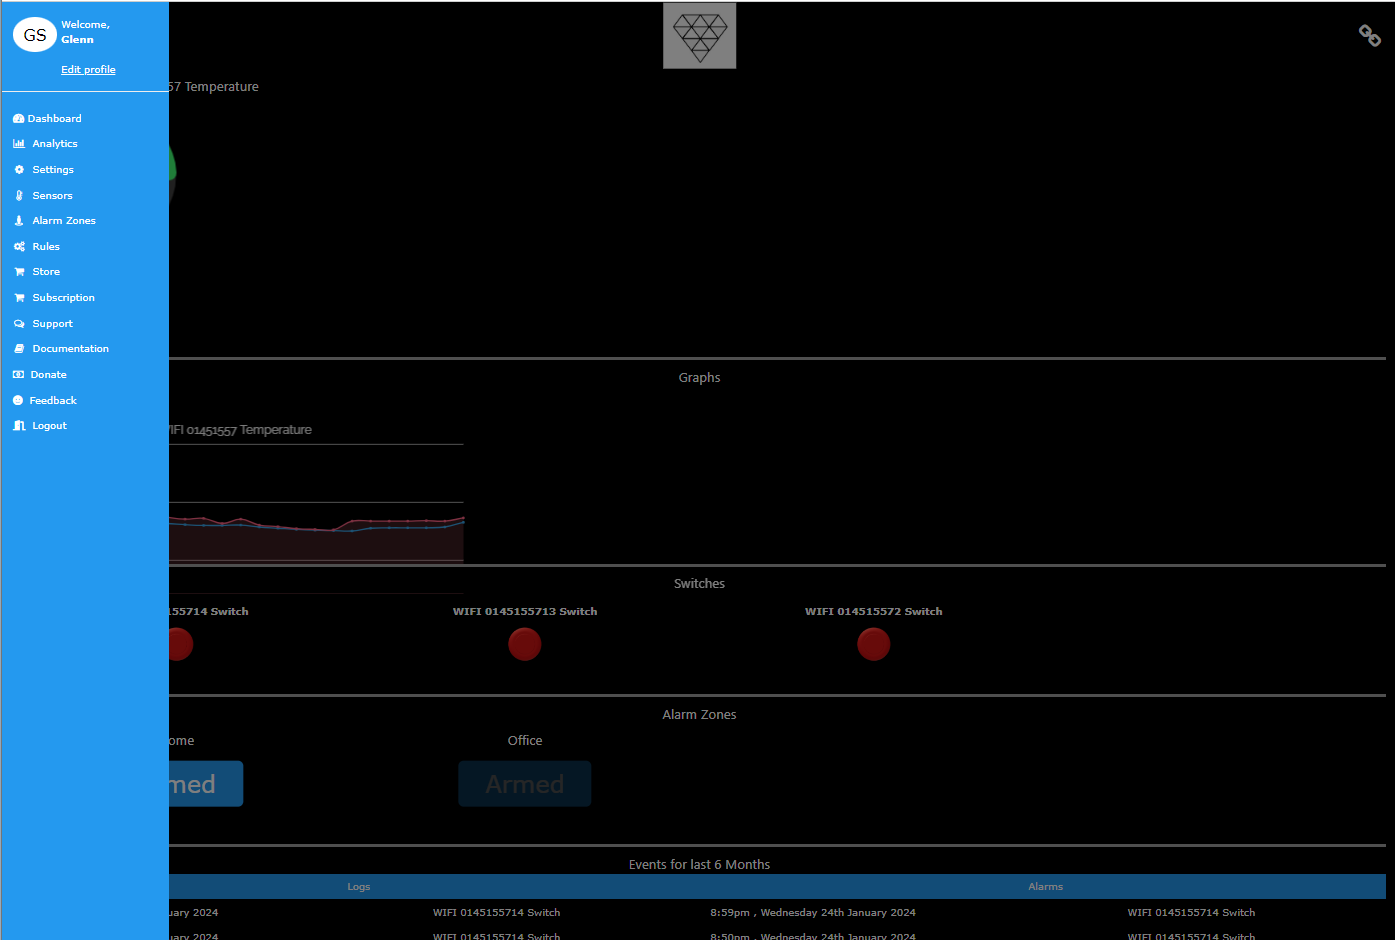 GS
Welcome,
Glenn
Edit profile
Dashboard
Analytics
Settings
Sensors
Alarm Zones
Rules
Store
Subscription
Support
Documentation
Donate
Feedback
Logout
57 Temperature
Graphs
WIFI 01451557 Temperature
Switches
155714 Switch
WIFI 0145155713 Switch
WIFI 014515572 Switch
Alarm Zones
ome
Office
med
Armed
Events for last 6 Months
Logs
Alarms
uary 2024
WIFI 0145155714 Switch
8:59pm , Wednesday 24th January 2024
WIFI 0145155714 Switch
uary 2024
WIFI 0145155714 Switch
8:50pm , Wednesday 24th January 2024
WIFI 0145155714 Switch